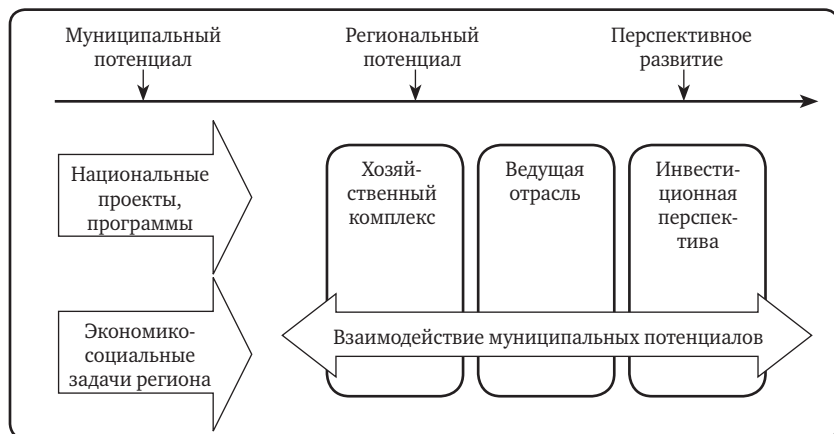 Муниципальный
потенциал
Региональный
потенциал
Перспективное
развитие
Национальные
проекты,
программы
Хозяй-
ственный
комплекс
Ведущая
отрасль
Инвести-
ционная
перспек-
тива
Экономико-
социальные
задачи региона
Взаимодействие муниципальных потенциалов